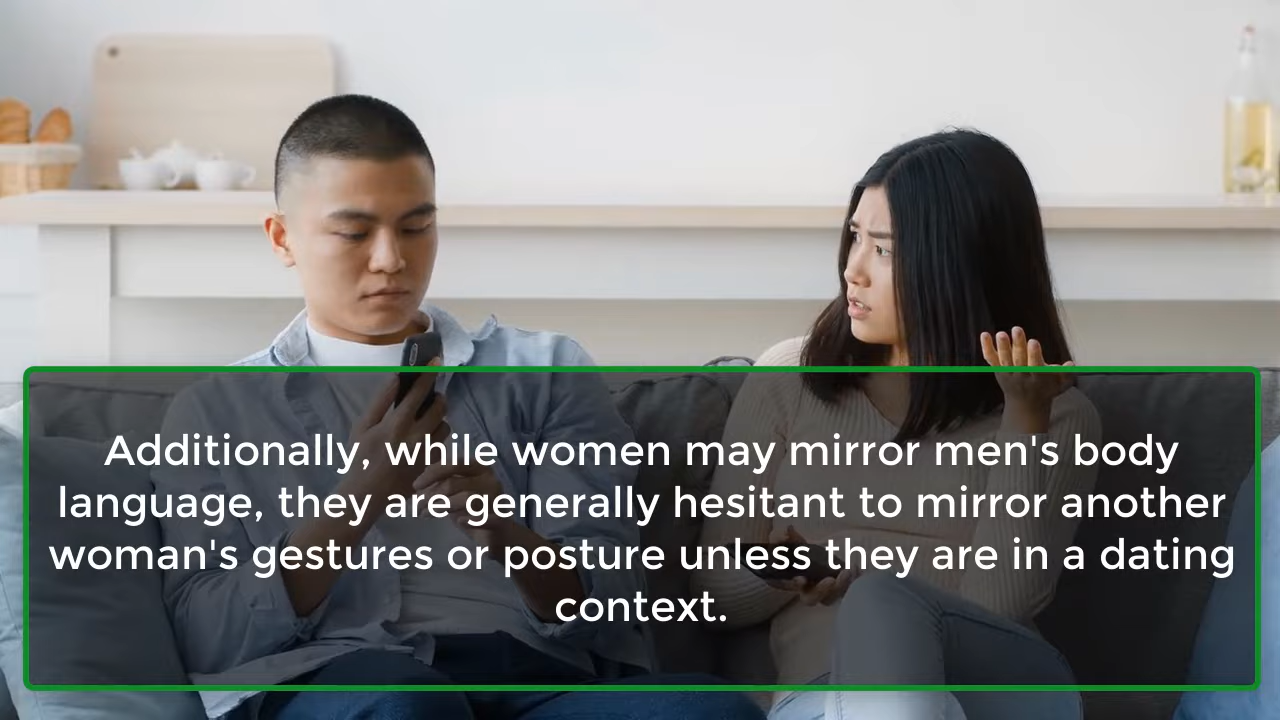 Additionally, while women may mirror men's body
language, they are generally hesitant to mirror another
woman's gestures or posture unless they are in a dating
context.